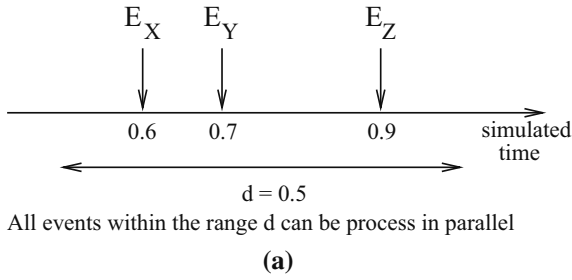 E_X E_Y E_Z
0.6 0.7 0.9 simulated
time
d = 0.5
All events within the range d can be process in parallel
(a)